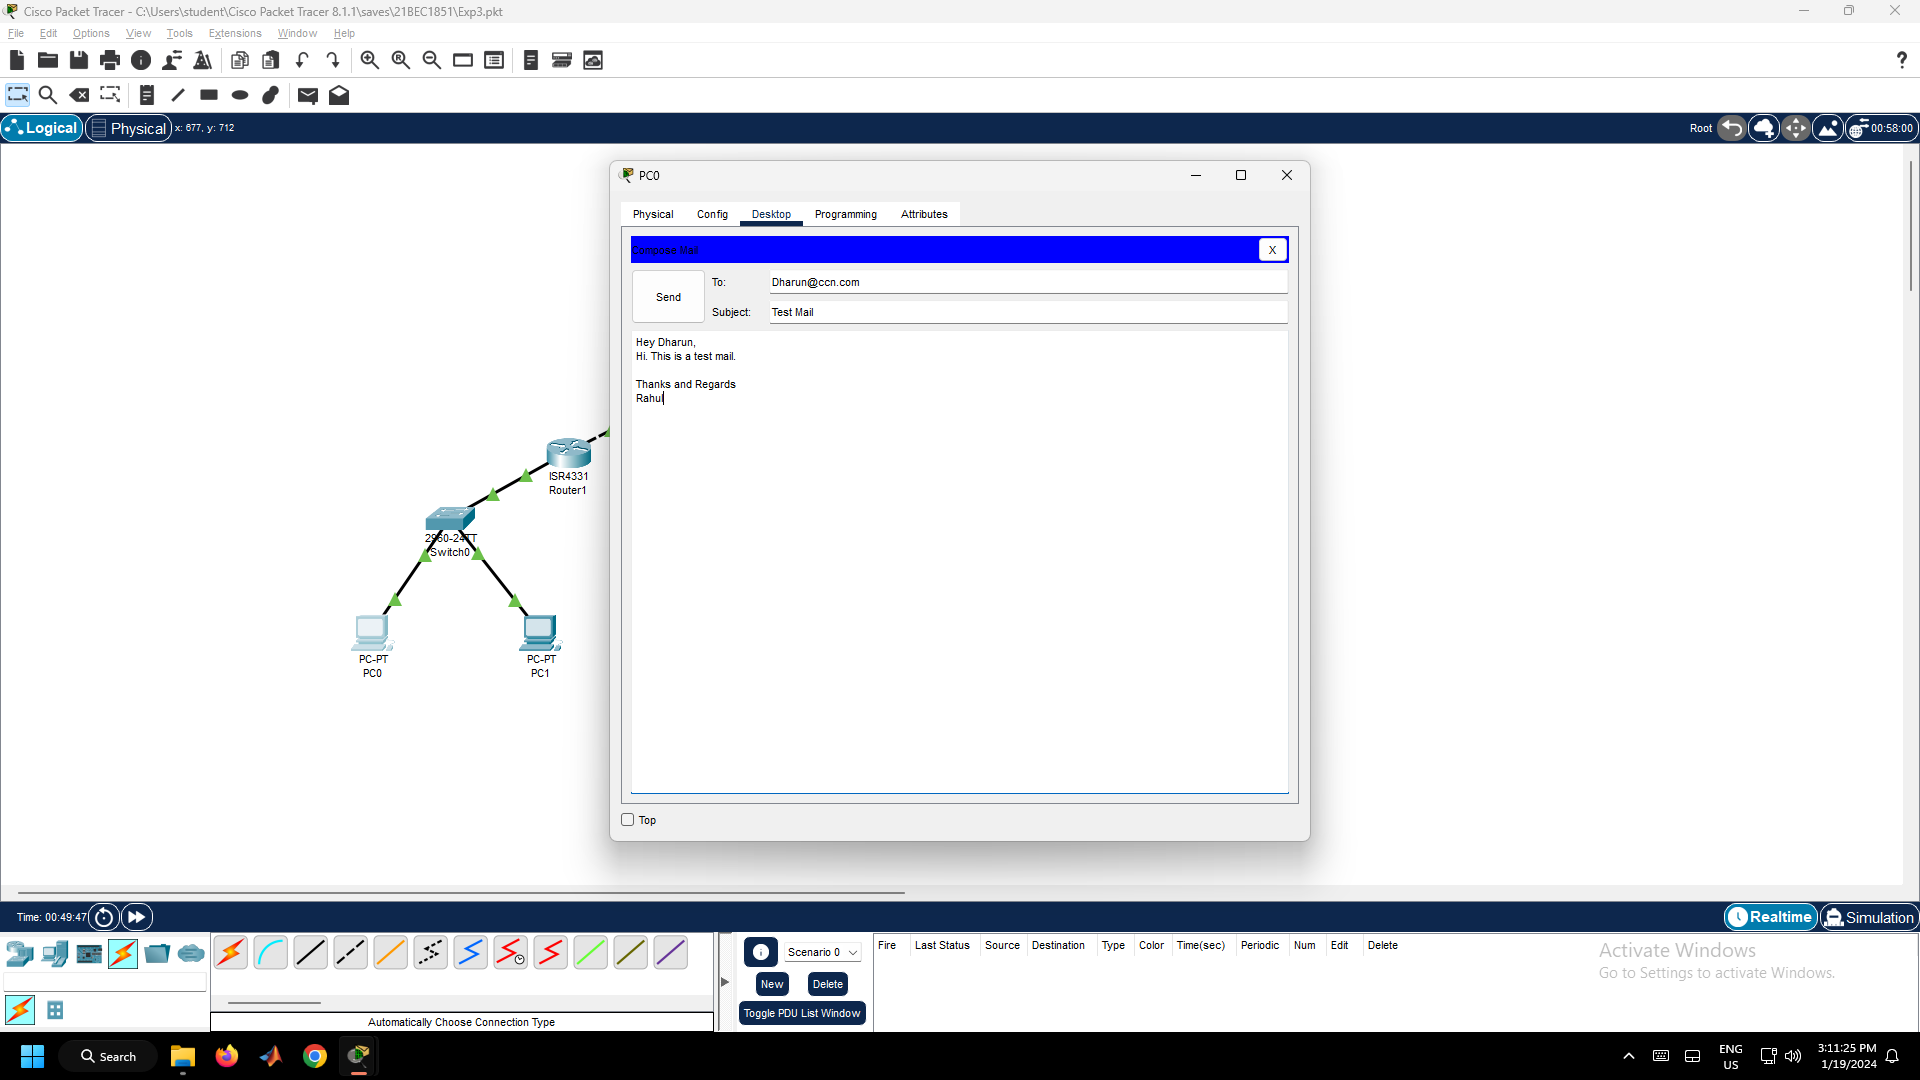 Cisco Packet Tracer - C:\Users\student\Cisco Packet Tracer 8.1.1\saves\21BEC1851\Exp3.pkt
File Edit Options View Tools Extensions Window Help
?
Logical Physical x: 677, y: 712 Root 00:58:00
PC0
Physical Config Desktop Programming Attributes
Compose Mail X
Send
To: Dharun@ccn.com
Subject: Test Mail
Hey Dharun,
Hi. This is a test mail.
Thanks and Regards
Rahul
ISR4331
Router1
2960-24TT
Switch0
PC-PT
PC0
PC-PT
PC1
Top
Time: 00:49:47 Realtime Simulation
Scenario 0
New Delete
Toggle PDU List Window
Fire Last Status Source Destination Type Color Time(sec) Periodic Num Edit Delete
Activate Windows
Go to Settings to activate Windows.
Automatically Choose Connection Type
Search
ENG
US
3:11:25 PM
1/19/2024